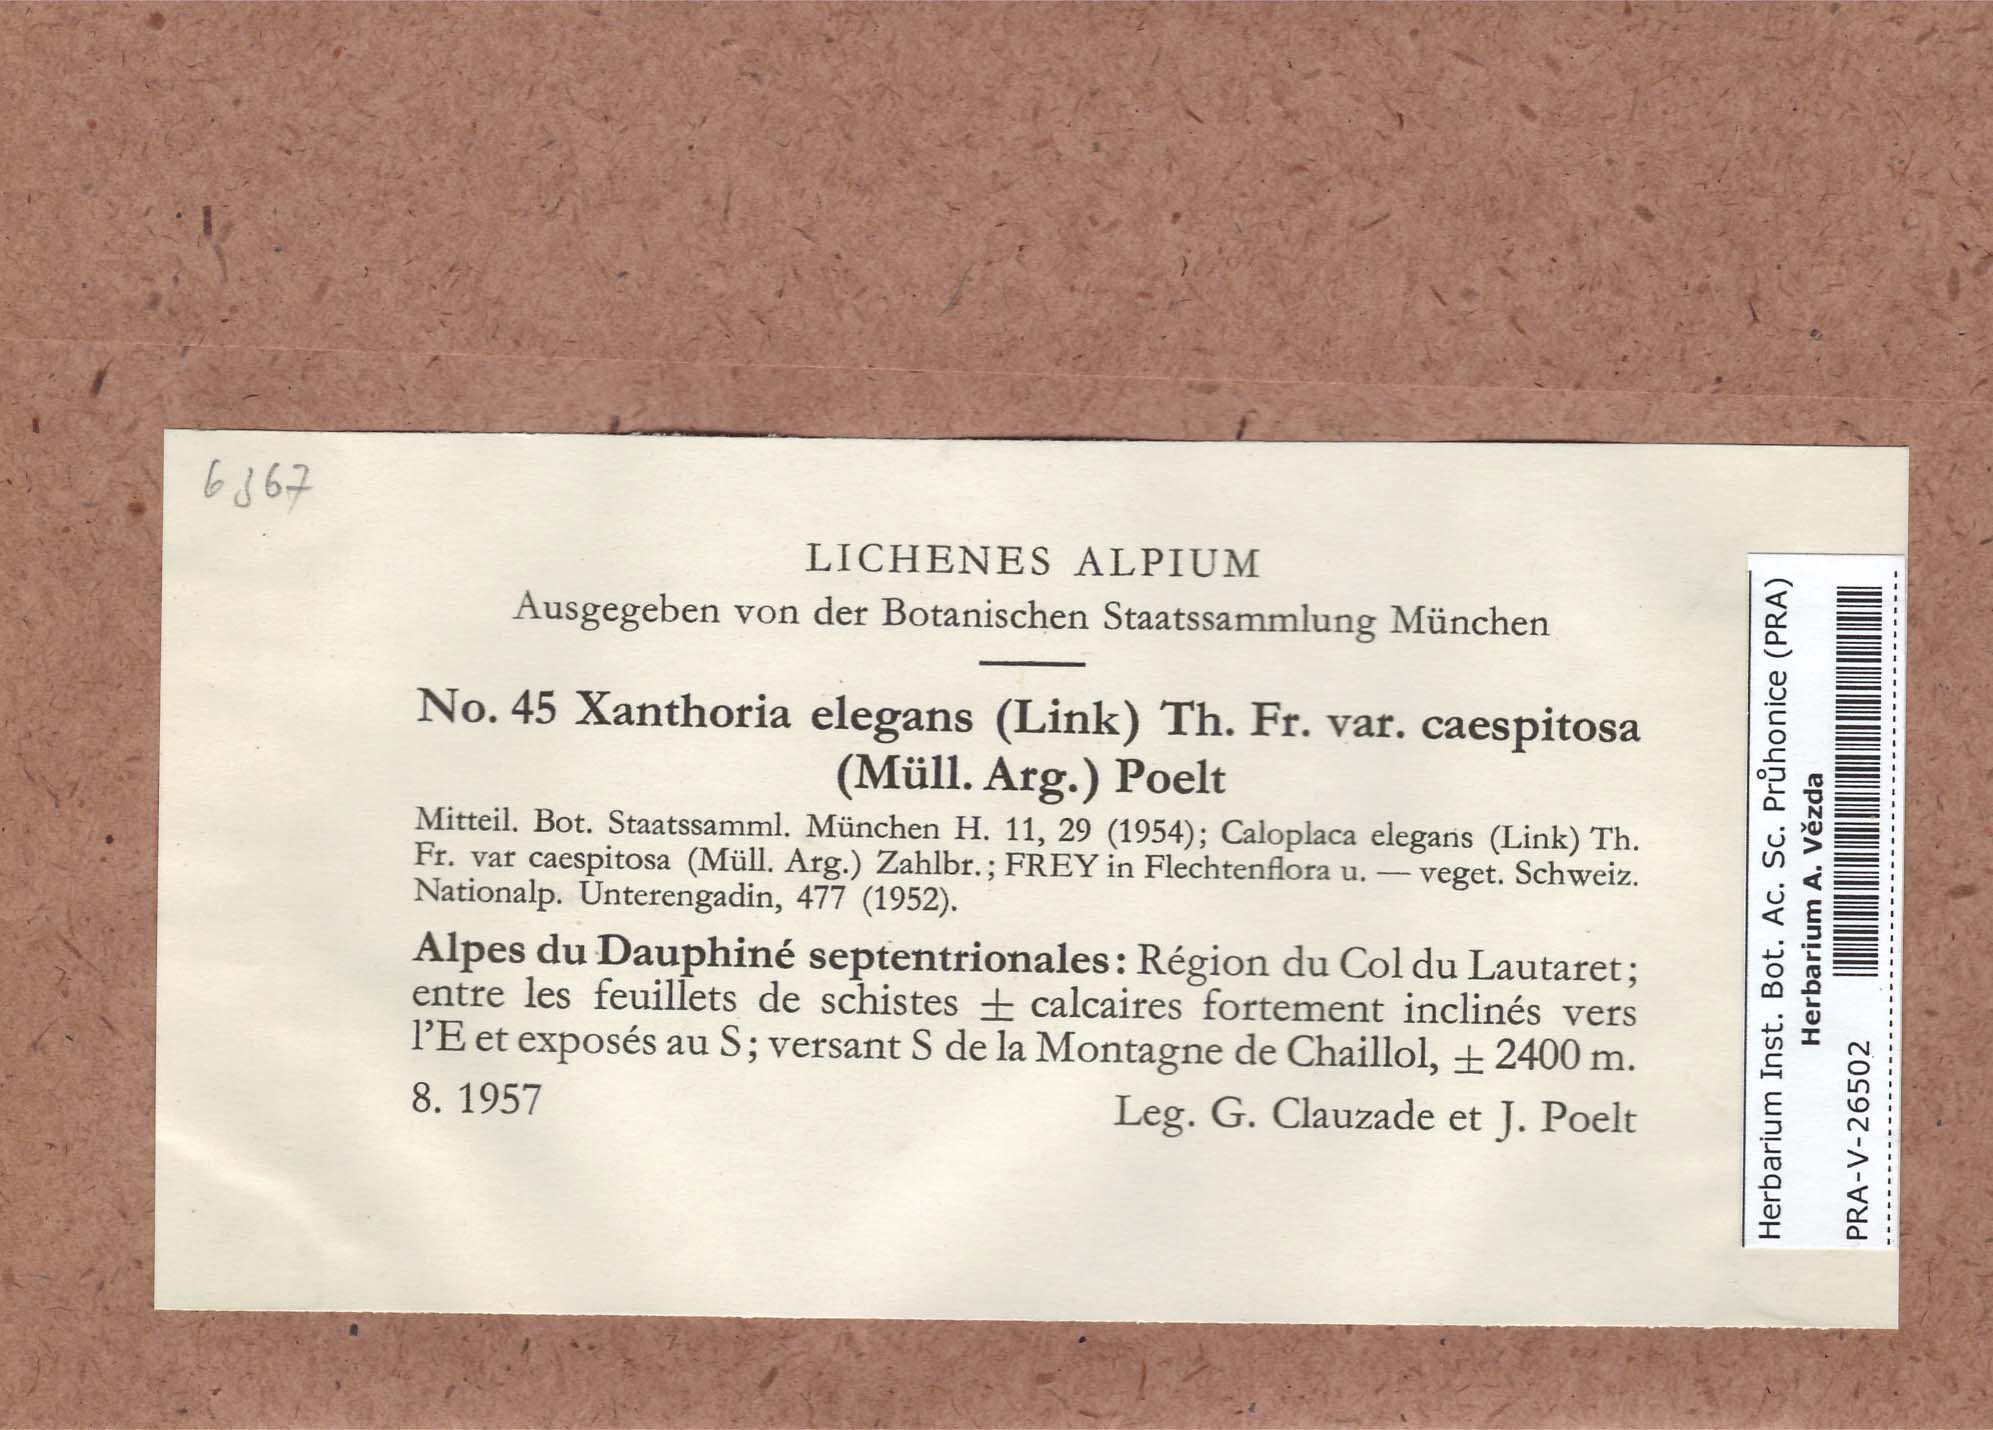 6367
LICHENES ALPIUM
Ausgegeben von der Botanischen Staatssammlung München
No. 45 Xanthoria elegans (Link) Th. Fr. var. caespitosa
(Müll. Arg.) Poelt
Mitteil. Bot. Staatssamml. München H. 11, 29 (1954); Caloplaca elegans (Link) Th.
Fr. var caespitosa (Müll. Arg.) Zahlbr.; FREY in Flechtenflora u. — veget. Schweiz.
Nationalp. Unterengadin, 477 (1952).
Alpes du Dauphiné septentrionales: Région du Col du Lautaret;
entre les feuillets de schistes ± calcaires fortement inclinés vers
l'E et exposés au S; versant S de la Montagne de Chaillol, ± 2400 m.
8. 1957
Leg. G. Clauzade et J. Poelt
Herbarium Inst. Bot. Ac. Sc. Průhonice (PRA)
Herbarium A. Vězda
PRA-V-26502